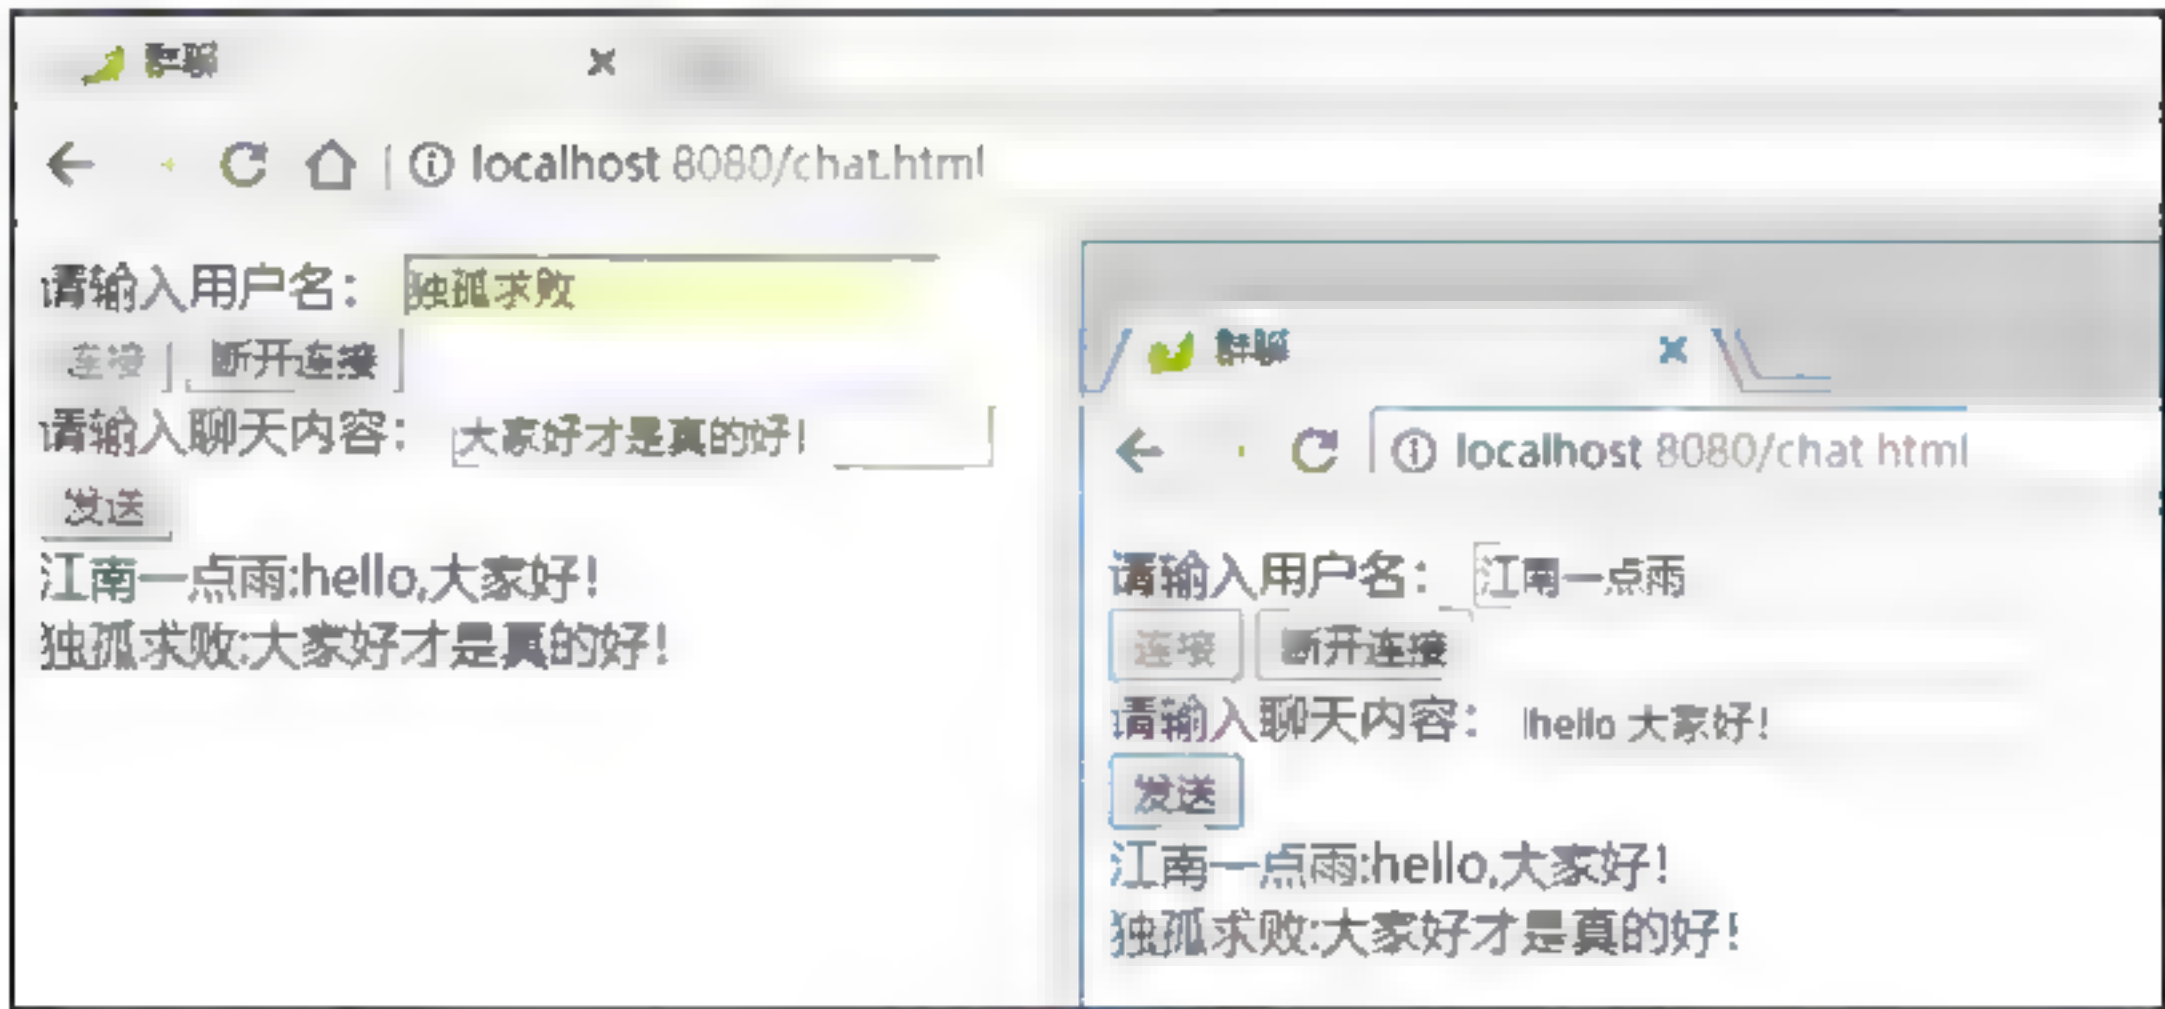 群聊
localhost 8080/chat.html
请输入用户名： 独孤求败
连接 断开连接
请输入聊天内容： 大家好才是真的好！
发送
江南一点雨:hello,大家好！
独孤求败:大家好才是真的好！
群聊
localhost 8080/chat html
请输入用户名： 江南一点雨
连接 断开连接
请输入聊天内容： hello 大家好！
发送
江南一点雨:hello,大家好！
独孤求败:大家好才是真的好！